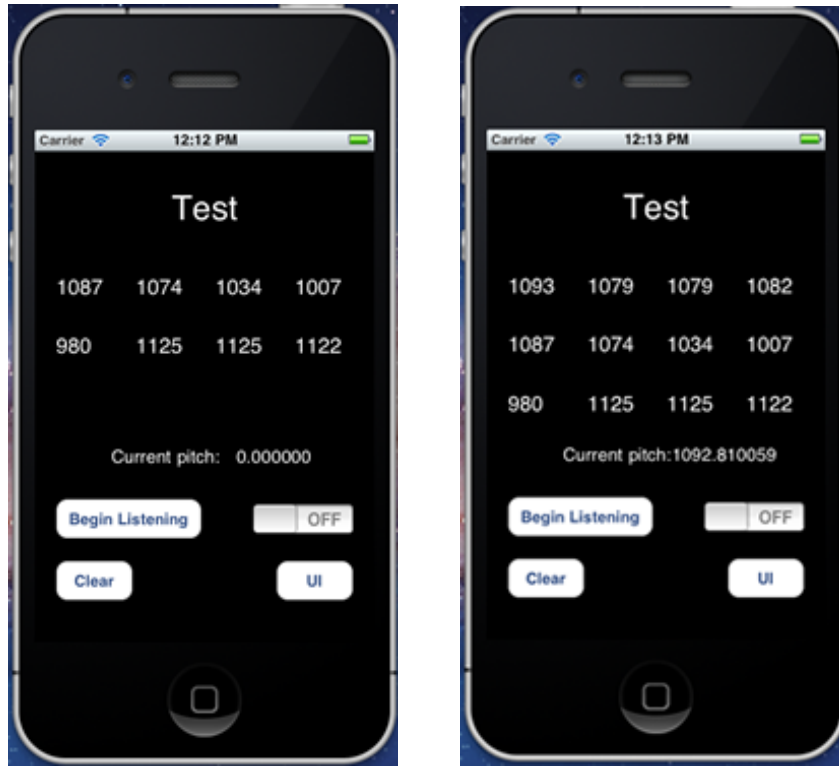 Carrier 12:12 PM
Test
1087 1074 1034 1007
980 1125 1125 1122
Current pitch: 0.000000
Begin Listening OFF
Clear UI
Carrier 12:13 PM
Test
1093 1079 1079 1082
1087 1074 1034 1007
980 1125 1125 1122
Current pitch:1092.810059
Begin Listening OFF
Clear UI